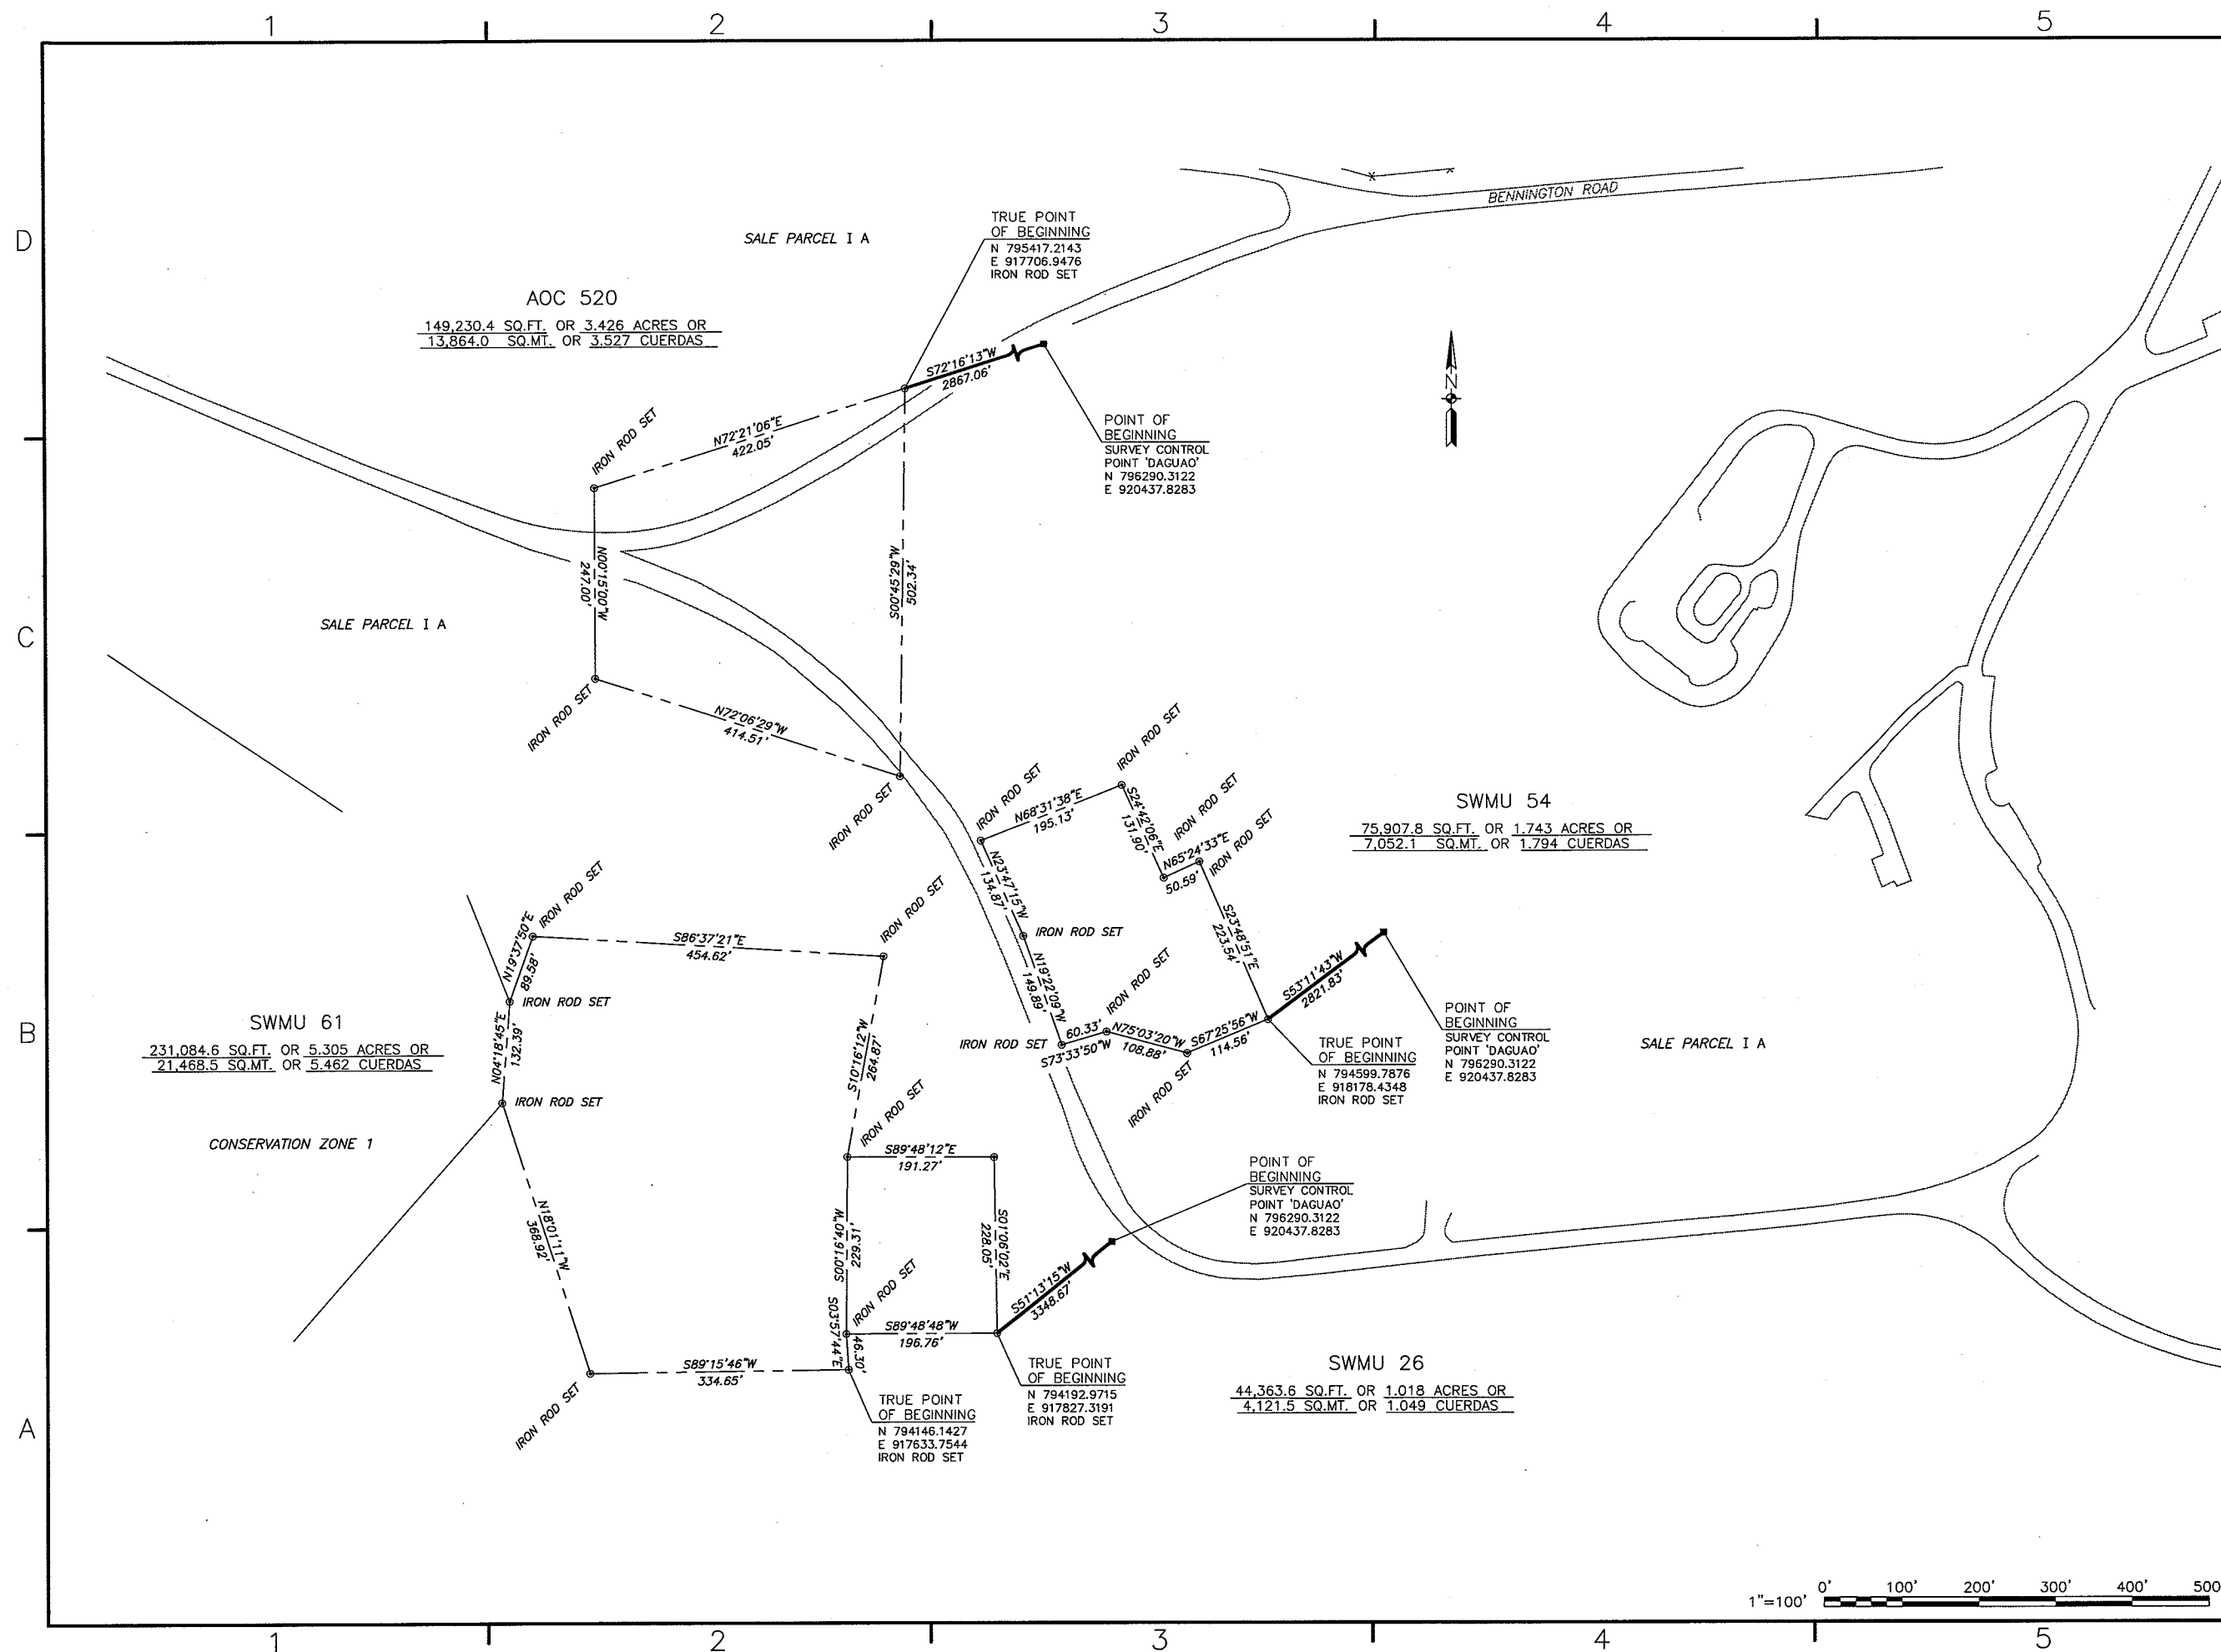 1 2 3 4 5
D
C
B
A
BENNINGTON ROAD
SALE PARCEL I A
TRUE POINT
OF BEGINNING
N 795417.2143
E 917706.9476
IRON ROD SET
AOC 520
149,230.4 SQ.FT. OR 3.426 ACRES OR
13,864.0 SQ.MT. OR 3.527 CUERDAS
S72°16'13"W
2867.06'
POINT OF
BEGINNING
SURVEY CONTROL
POINT 'DAGUAO'
N 796290.3122
E 920437.8283
N
IRON ROD SET
N72°21'06"E
422.05'
N00°15'00"W
247.00'
S00°45'29"W
502.34'
SALE PARCEL I A
IRON ROD SET
N72°06'29"W
414.51'
IRON ROD SET
IRON ROD SET
N68°31'38"E
195.13'
IRON ROD SET
S24°42'06"E
131.90'
IRON ROD SET
N65°24'33"E
50.59'
IRON ROD SET
S23°48'51"E
223.54'
SWMU 54
75,907.8 SQ.FT. OR 1.743 ACRES OR
7,052.1 SQ.MT. OR 1.794 CUERDAS
N23°47'15"W
134.87'
IRON ROD SET
N19°22'09"W
149.89'
IRON ROD SET
60.33'
S73°33'50"W
IRON ROD SET
N75°03'20"W
108.88'
IRON ROD SET
S67°25'56"W
114.56'
S53°11'43"W
2821.83'
TRUE POINT
OF BEGINNING
N 794599.7876
E 918178.4348
IRON ROD SET
POINT OF
BEGINNING
SURVEY CONTROL
POINT 'DAGUAO'
N 796290.3122
E 920437.8283
SALE PARCEL I A
N19°37'50"E
89.58'
IRON ROD SET
S86°37'21"E
454.62'
IRON ROD SET
IRON ROD SET
N04°18'45"E
132.39'
IRON ROD SET
SWMU 61
231,084.6 SQ.FT. OR 5.305 ACRES OR
21,468.5 SQ.MT. OR 5.462 CUERDAS
CONSERVATION ZONE 1
S10°16'12"W
264.87'
IRON ROD SET
S89°48'12"E
191.27'
N18°01'11"W
368.92'
S00°16'40"W
229.31'
S01°06'02"E
228.05'
IRON ROD SET
S03°57'44"E
46.30'
S89°48'48"W
196.76'
S51°13'15"W
3348.67'
POINT OF
BEGINNING
SURVEY CONTROL
POINT 'DAGUAO'
N 796290.3122
E 920437.8283
IRON ROD SET
S89°15'46"W
334.65'
TRUE POINT
OF BEGINNING
N 794146.1427
E 917633.7544
IRON ROD SET
TRUE POINT
OF BEGINNING
N 794192.9715
E 917827.3191
IRON ROD SET
SWMU 26
44,363.6 SQ.FT. OR 1.018 ACRES OR
4,121.5 SQ.MT. OR 1.049 CUERDAS
1"=100' 0' 100' 200' 300' 400' 500
1 2 3 4 5